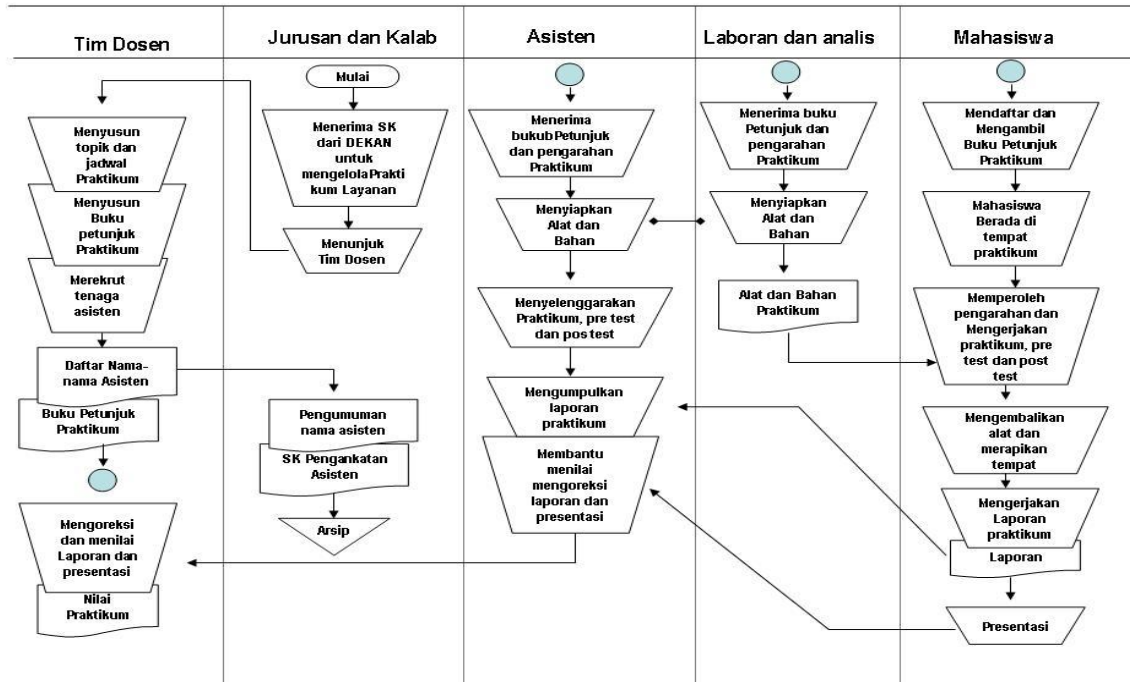 Tim Dosen
Jurusan dan Kalab
Asisten
Laboran dan analis
Mahasiswa
Menyusun
topik dan
jadwal
Praktikum
Menyusun
Buku
petunjuk
Praktikum
Merekrut
tenaga
asisten
Daftar Nama-
nama Asisten
Buku Petunjuk
Praktikum
Mengoreksi
dan menilai
Laporan dan
presentasi
Nilai
Praktikum
Mulai
Menerima SK
dari DEKAN
untuk
mengelolaPrakti
kum Layanan
Menunjuk
Tim Dosen
Pengumuman
nama asisten
SK Pengankatan
Asisten
Arsip
Menerima
bukubPetunjuk
dan pengarahan
Praktikum
Menyiapkan
Alat dan
Bahan
Menyelenggarakan
Praktikum, pre test
dan pos test
Mengumpulkan
laporan
praktikum
Membantu
menilai
mengoreksi
laporan dan
presentasi
Menerima buku
Petunjuk dan
pengarahan
Praktikum
Menyiapkan
Alat dan
Bahan
Alat dan Bahan
Praktikum
Mendaftar dan
Mengambil
Buku Petunjuk
Praktikum
Mahasiswa
Berada di
tempat
praktikum
Memperoleh
pengarahan dan
Mengerjakan
praktikum, pre
test dan post
test
Mengembalikan
alat dan
merapikan
tempat
Mengerjakan
Laporan
praktikum
Laporan
Presentasi